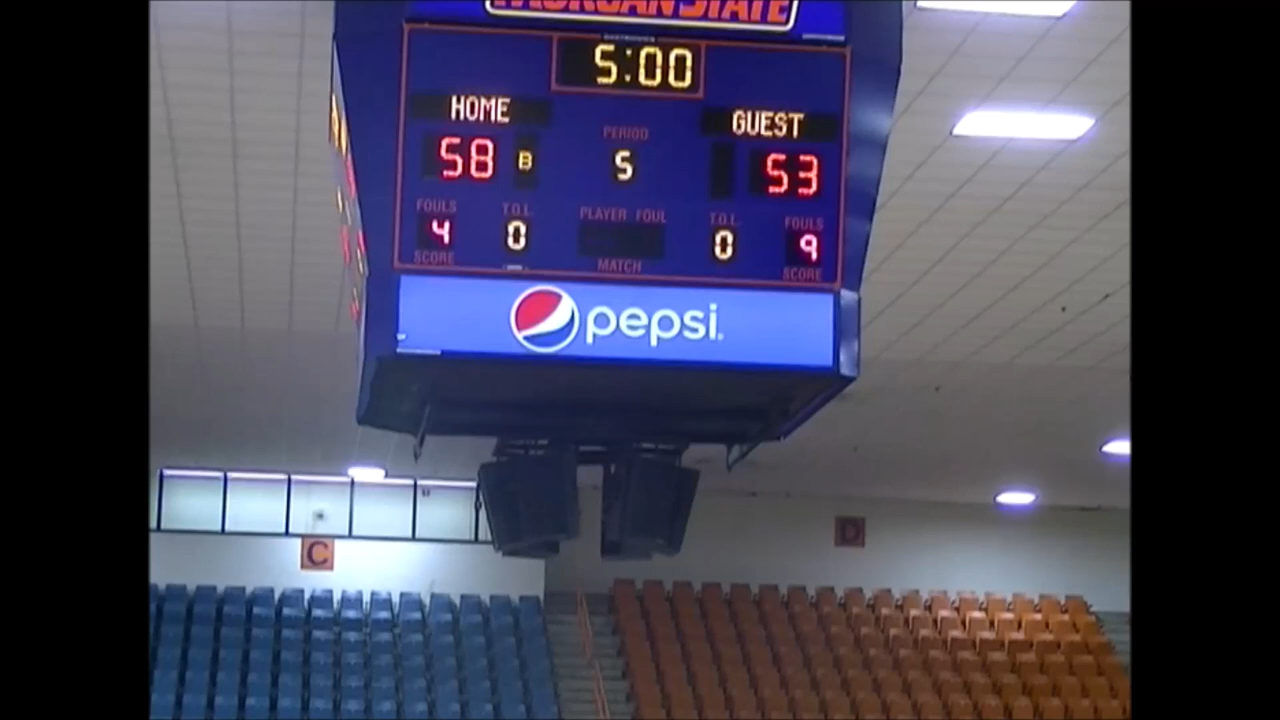 MORGAN STATE
5:00
HOME
GUEST
PERIOD
58 B 5 53
FOULS T.O.L. PLAYER FOUL T.O.L. FOULS
4 0 0 9
SCORE MATCH SCORE
pepsi
C
D